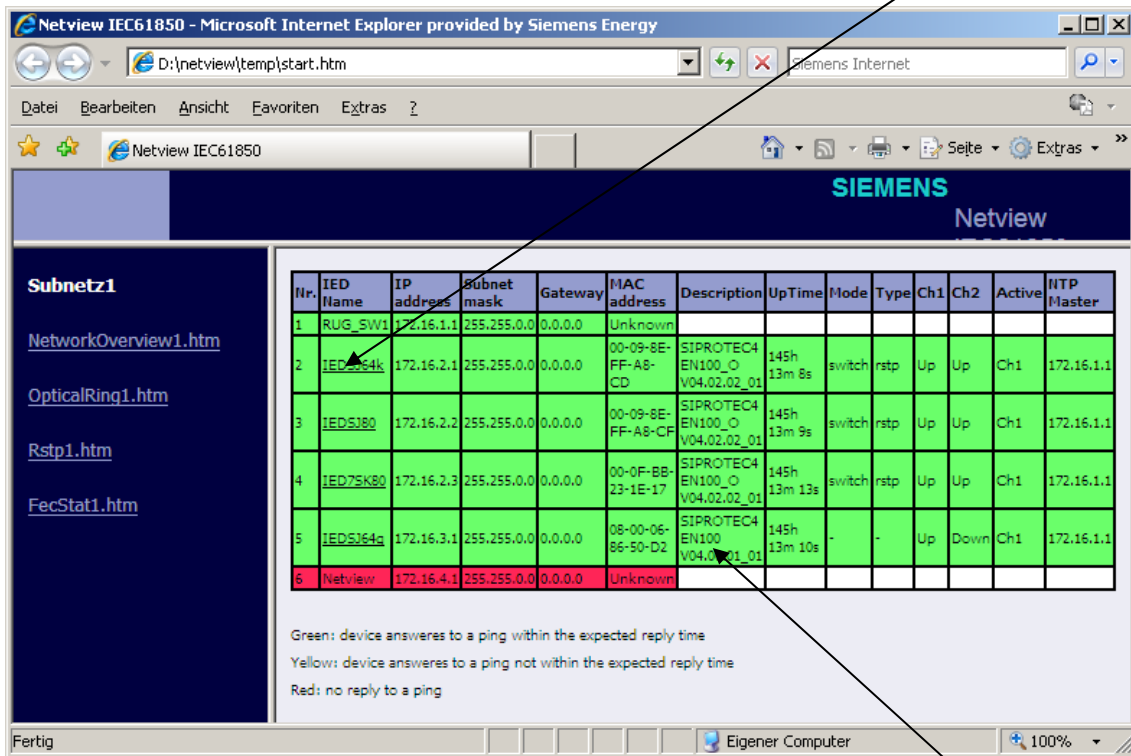 Netview IEC61850 - Microsoft Internet Explorer provided by Siemens Energy
D:\netview\temp\start.htm
Siemens Internet
Datei Bearbeiten Ansicht Favoriten Extras ?
Netview IEC61850
Seite Extras »
SIEMENS
Netview
Subnetz1
NetworkOverview1.htm
OpticalRing1.htm
Rstp1.htm
FecStat1.htm
Nr. IED Name IP address Subnet mask Gateway MAC address Description UpTime Mode Type Ch1 Ch2 Active NTP Master
1 RUG_SW1 172.16.1.1 255.255.0.0 0.0.0.0 Unknown
2 IEDSJ64k 172.16.2.1 255.255.0.0 0.0.0.0 00-09-8E-FF-A8-CD SIPROTEC4 EN100_O V04.02.02_01 145h 13m 8s switch rstp Up Up Ch1 172.16.1.1
3 IEDSJ80 172.16.2.2 255.255.0.0 0.0.0.0 00-09-8E-FF-A8-CF SIPROTEC4 EN100_O V04.02.02_01 145h 13m 9s switch rstp Up Up Ch1 172.16.1.1
4 IED7SK80 172.16.2.3 255.255.0.0 0.0.0.0 00-0F-BB-23-1E-17 SIPROTEC4 EN100_O V04.02.02_01 145h 13m 13s switch rstp Up Up Ch1 172.16.1.1
5 IEDSJ64g 172.16.3.1 255.255.0.0 0.0.0.0 08-00-06-86-50-D2 SIPROTEC4 EN100 145h 13m 10s - - Up Down Ch1 172.16.1.1
6 Netview 172.16.4.1 255.255.0.0 0.0.0.0 Unknown
Green: device answeres to a ping within the expected reply time
Yellow: device answeres to a ping not within the expected reply time
Red: no reply to a ping
Fertig
Eigener Computer
100%